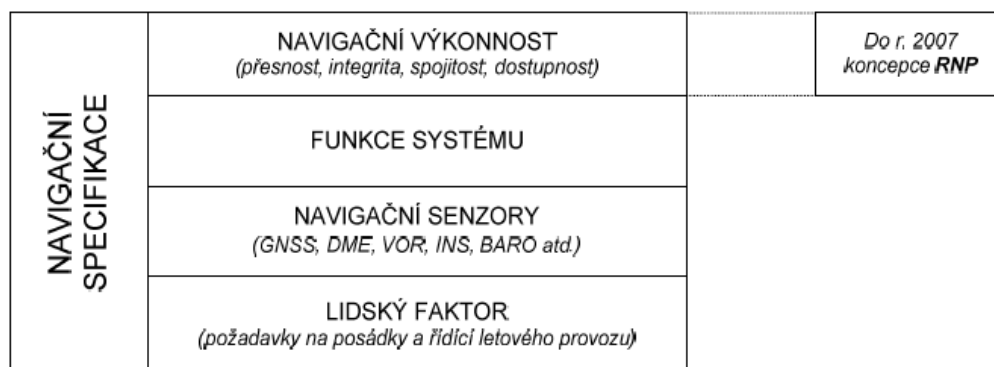 NAVIGAČNÍ
SPECIFIKACE
NAVIGAČNÍ VÝKONNOST
(přesnost, integrita, spojitost, dostupnost)
FUNKCE SYSTÉMU
NAVIGAČNÍ SENZORY
(GNSS, DME, VOR, INS, BARO atd.)
LIDSKÝ FAKTOR
(požadavky na posádky a řídící letového provozu)
Do r. 2007
koncepce RNP